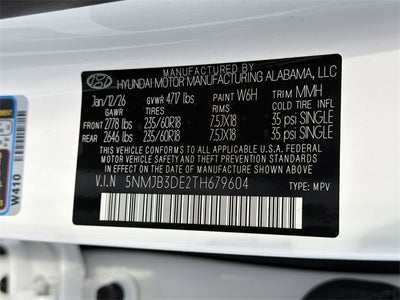 MANUFACTURED BY
HYUNDAI MOTOR MANUFACTURING ALABAMA, LLC
Jan/12/26 GVWR 4717 lbs PAINT W6H TRIM MMH
GAWR TIRES RIMS COLD TIRE INFL
FRONT 2778 lbs 235/60R18 7.5JX18 35 psi SINGLE
REAR 2646 lbs 235/60R18 7.5JX18 35 psi SINGLE
THIS VEHICLE CONFORMS TO ALL APPLICABLE U.S.A. FEDERAL
MOTOR VEHICLE SAFETY AND THEFT PREVENTION STANDARDS
IN EFFECT ON THE DATE OF MANUFACTURE SHOWN ABOVE.
V.I.N 5NMJB3DE2TH679604 TYPE: MPV
W410